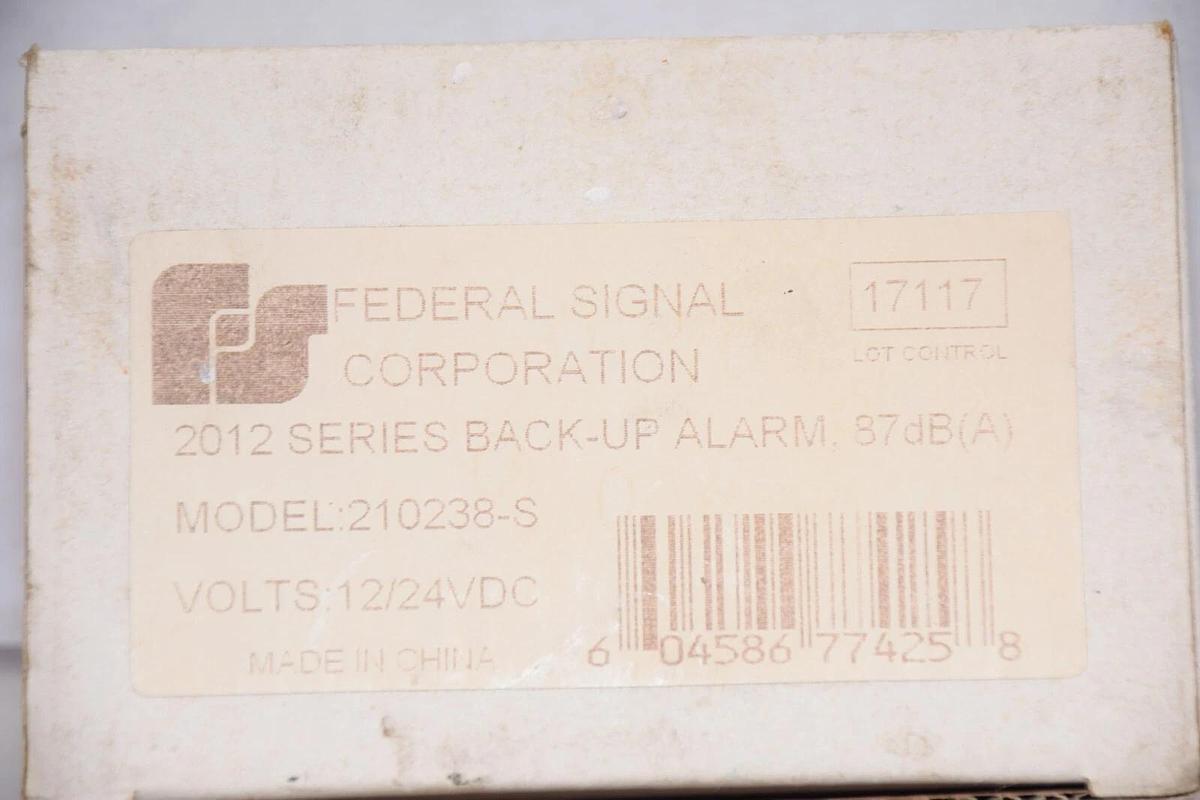 FEDERAL SIGNAL
CORPORATION
17117
LOT CONTROL
2012 SERIES BACK-UP ALARM, 87dB(A)
MODEL:210238-S
VOLTS:12/24VDC
MADE IN CHINA
6 04586 77425 8